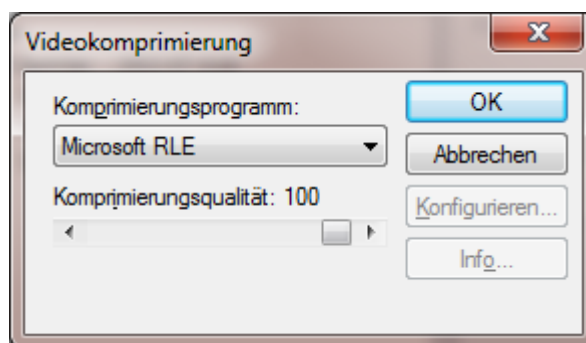 Videokomprimierung
Komprimierungsprogramm:
Microsoft RLE
Komprimierungsqualität: 100
OK
Abbrechen
Konfigurieren...
Info...